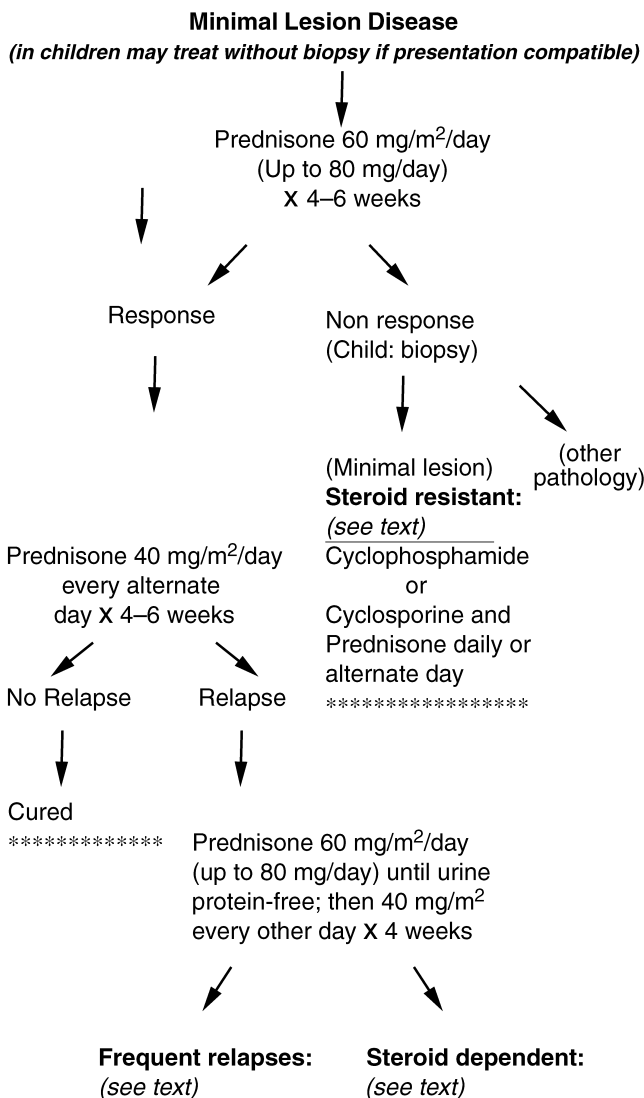 Minimal Lesion Disease
(in children may treat without biopsy if presentation compatible)
Prednisone 60 mg/m²/day
(Up to 80 mg/day)
X 4–6 weeks
Response
Non response
(Child: biopsy)
(other
pathology)
(Minimal lesion)
Steroid resistant:
(see text)
Cyclophosphamide
or
Cyclosporine and
Prednisone daily or
alternate day
*****************
Prednisone 40 mg/m²/day
every alternate
day X 4–6 weeks
No Relapse
Relapse
Cured
*************
Prednisone 60 mg/m²/day
(up to 80 mg/day) until urine
protein-free; then 40 mg/m²
every other day X 4 weeks
Frequent relapses:
(see text)
Steroid dependent:
(see text)